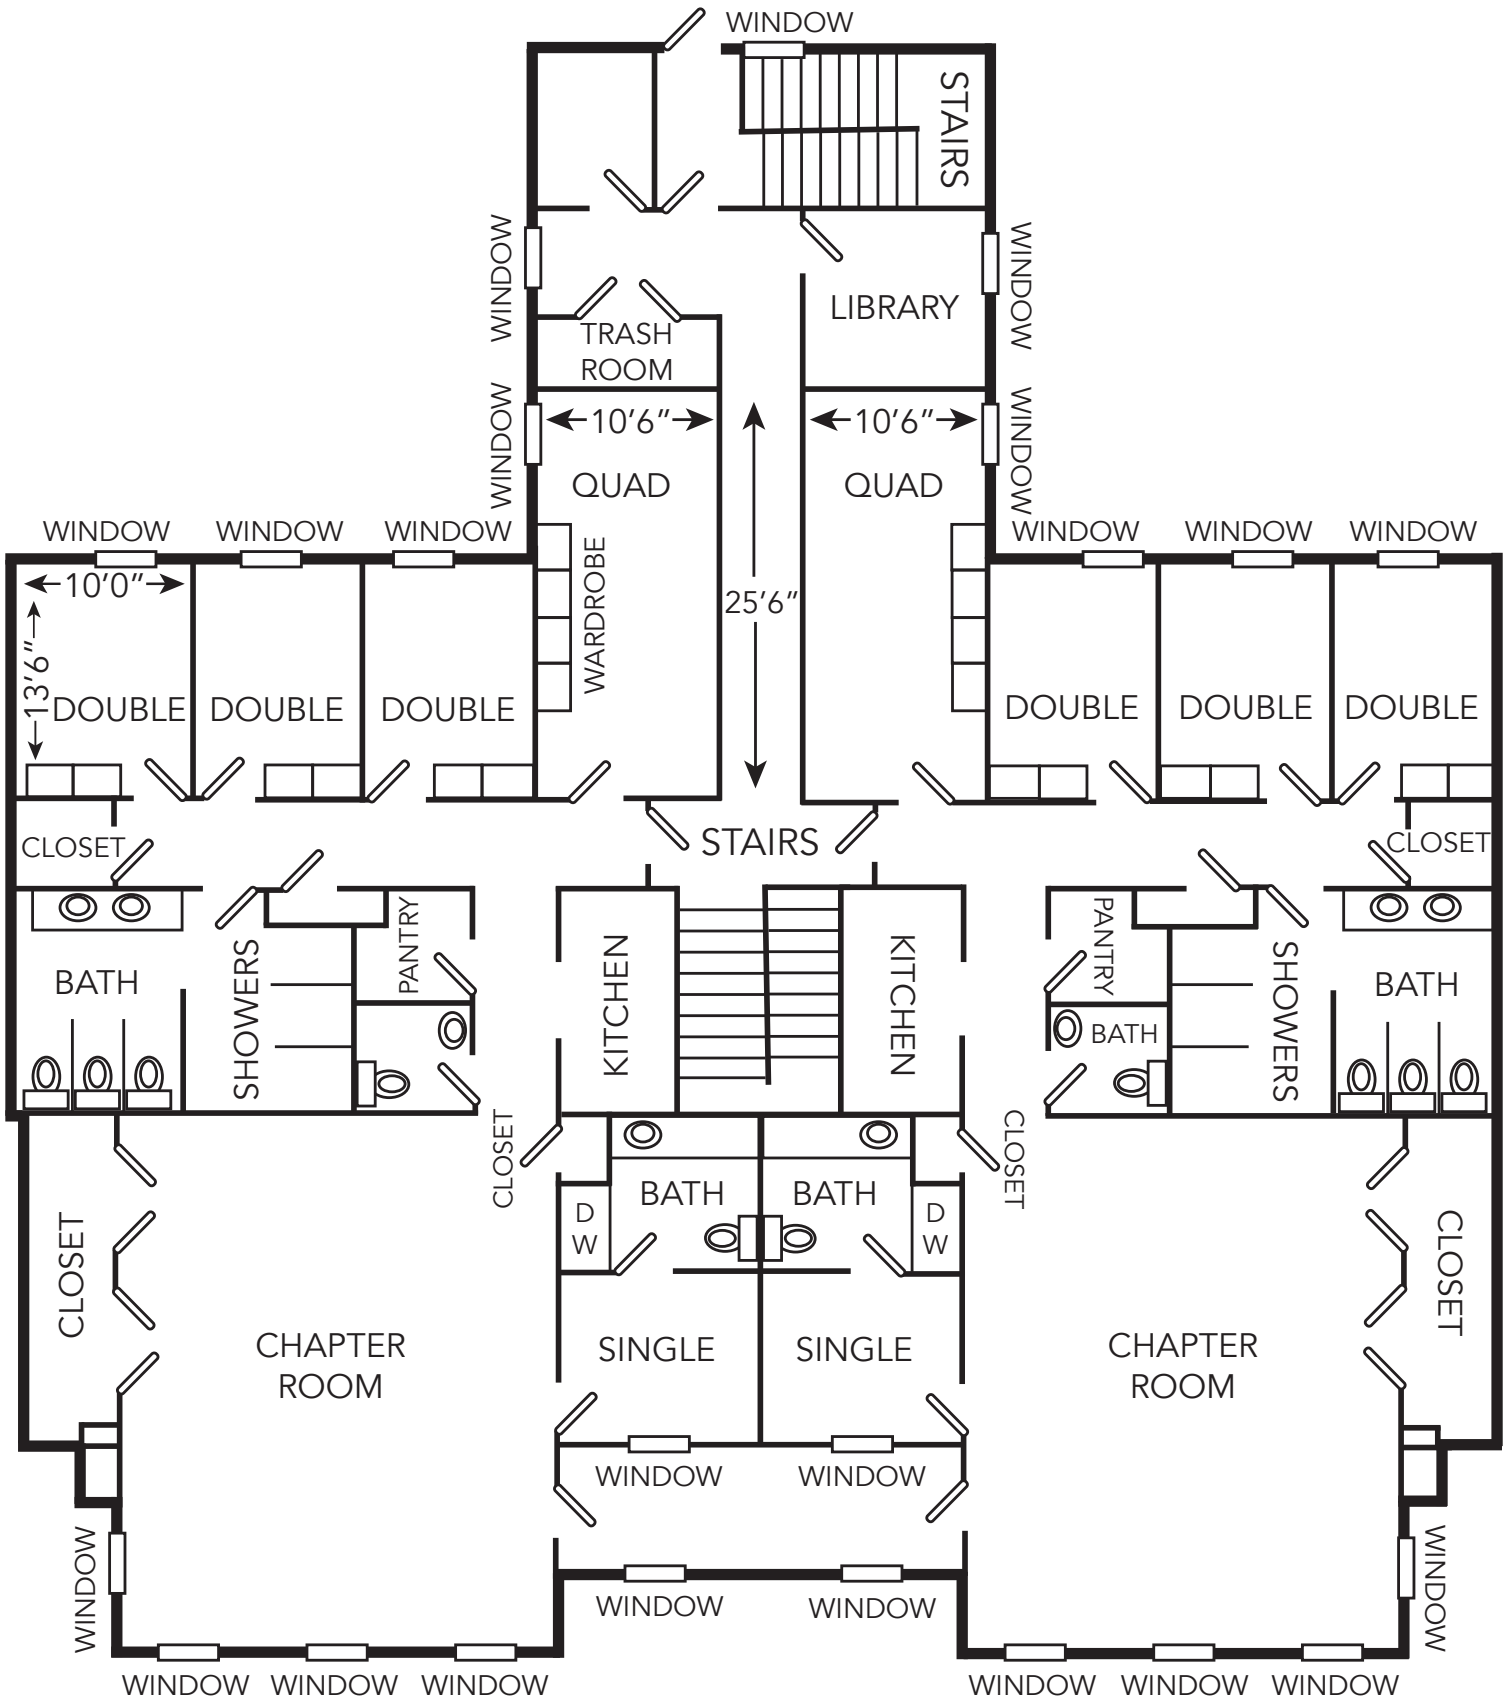 WINDOW
STAIRS
WINDOW
WINDOW
LIBRARY
TRASH
ROOM
WINDOW
10'6"
10'6"
WINDOW
QUAD
QUAD
WINDOW
WINDOW
WINDOW
WINDOW
WINDOW
WINDOW
10'0"
WARDROBE
25'6"
13'6"
DOUBLE
DOUBLE
DOUBLE
DOUBLE
DOUBLE
DOUBLE
CLOSET
STAIRS
CLOSET
PANTRY
PANTRY
KITCHEN
KITCHEN
BATH
SHOWERS
SHOWERS
BATH
BATH
CLOSET
CLOSET
BATH
BATH
D
W
D
W
CLOSET
CLOSET
CHAPTER
ROOM
SINGLE
SINGLE
CHAPTER
ROOM
WINDOW
WINDOW
WINDOW
WINDOW
WINDOW
WINDOW
WINDOW
WINDOW
WINDOW
WINDOW
WINDOW
WINDOW